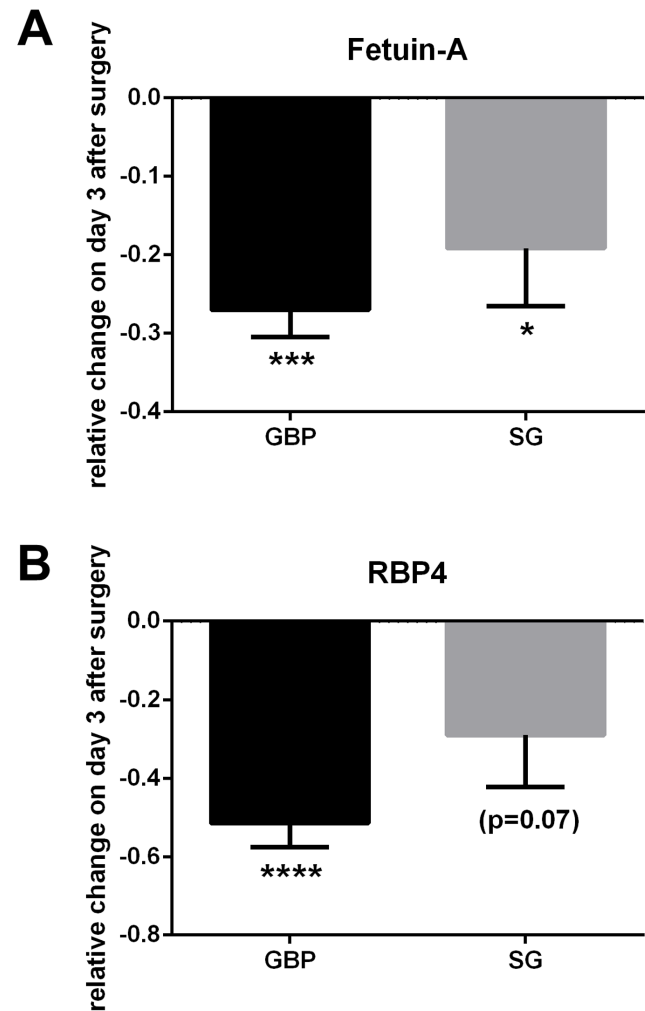 A
Fetuin-A
relative change on day 3 after surgery
0.0
-0.1
-0.2
-0.3
-0.4
***
*
GBP
SG
B
RBP4
relative change on day 3 after surgery
0.0
-0.2
-0.4
-0.6
-0.8
(p=0.07)
****
GBP
SG